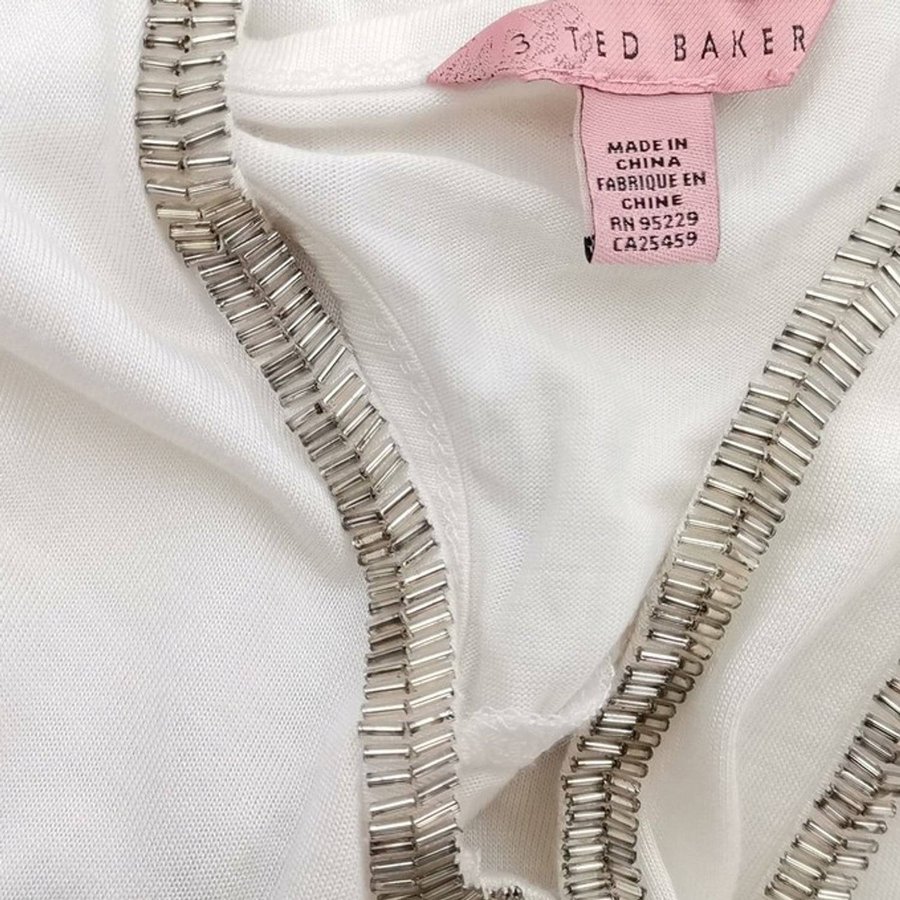 3 TED BAKER
MADE IN
CHINA
FABRIQUE EN
CHINE
RN 95229
CA25459